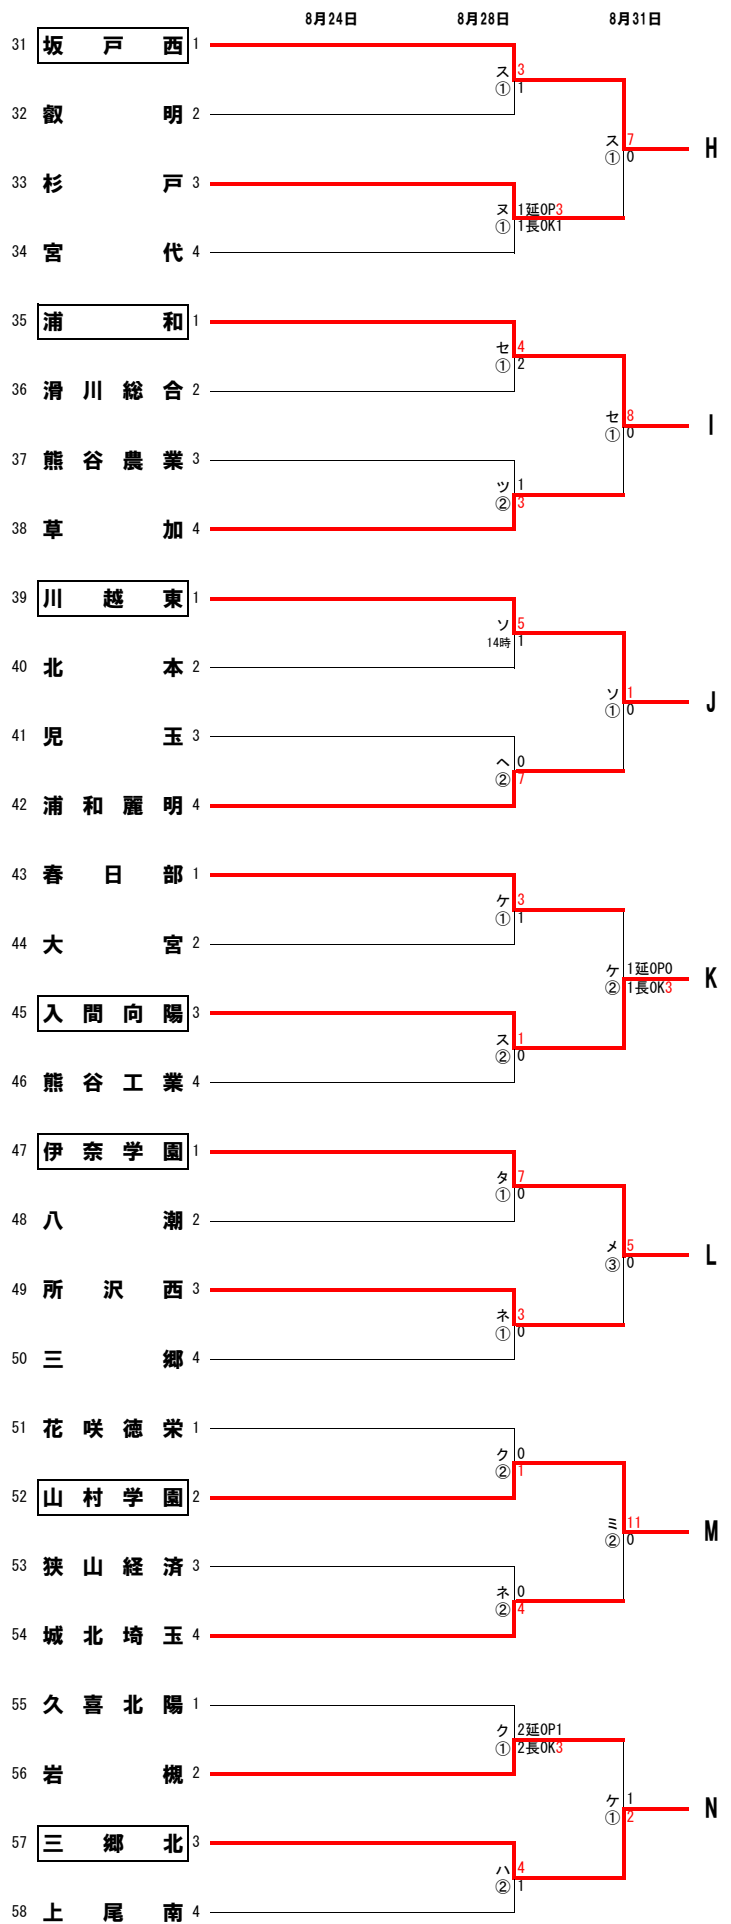 8月24日 8月28日 8月31日
31 坂戸西 1
ス 3
① 1
32 叡明 2
ス 7
① 0
H
33 杉戸 3
ヌ 1延0P3
① 1長0K1
34 宮代 4
35 浦和 1
セ 4
① 2
36 滑川総合 2
セ 8
① 0
I
37 熊谷農業 3
ツ 1
② 3
38 草加 4
39 川越東 1
ソ 5
14時 1
40 北本 2
ソ 1
① 0
J
41 児玉 3
ヘ 0
② 7
42 浦和麗明 4
43 春日部 1
ケ 3
① 1
44 大宮 2
ケ 1延0P0
② 1長0K3
K
45 入間向陽 3
ス 1
② 0
46 熊谷工業 4
47 伊奈学園 1
タ 7
① 0
48 八潮 2
メ 5
③ 0
L
49 所沢西 3
ネ 3
① 0
50 三郷 4
51 花咲徳栄 1
ク 0
② 1
52 山村学園 2
ミ 11
② 0
M
53 狭山経済 3
ネ 0
② 4
54 城北埼玉 4
55 久喜北陽 1
ク 2延0P1
① 2長0K3
56 岩槻 2
ケ 1
① 2
N
57 三郷北 3
ハ 4
② 1
58 上尾南 4